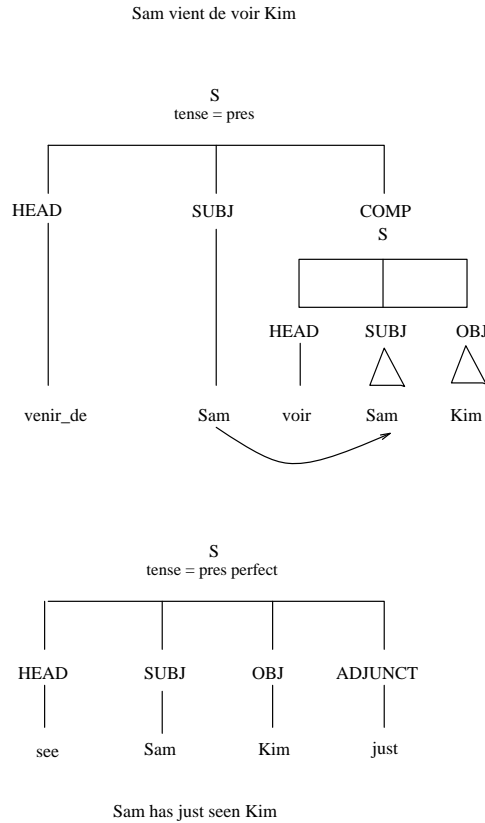 Sam vient de voir Kim
S
tense = pres
HEAD SUBJ COMP
S
HEAD SUBJ OBJ
venir_de Sam voir Sam Kim
S
tense = pres perfect
HEAD SUBJ OBJ ADJUNCT
see Sam Kim just
Sam has just seen Kim